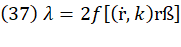 (37) λ = 2f[(ṙ, k)rß]